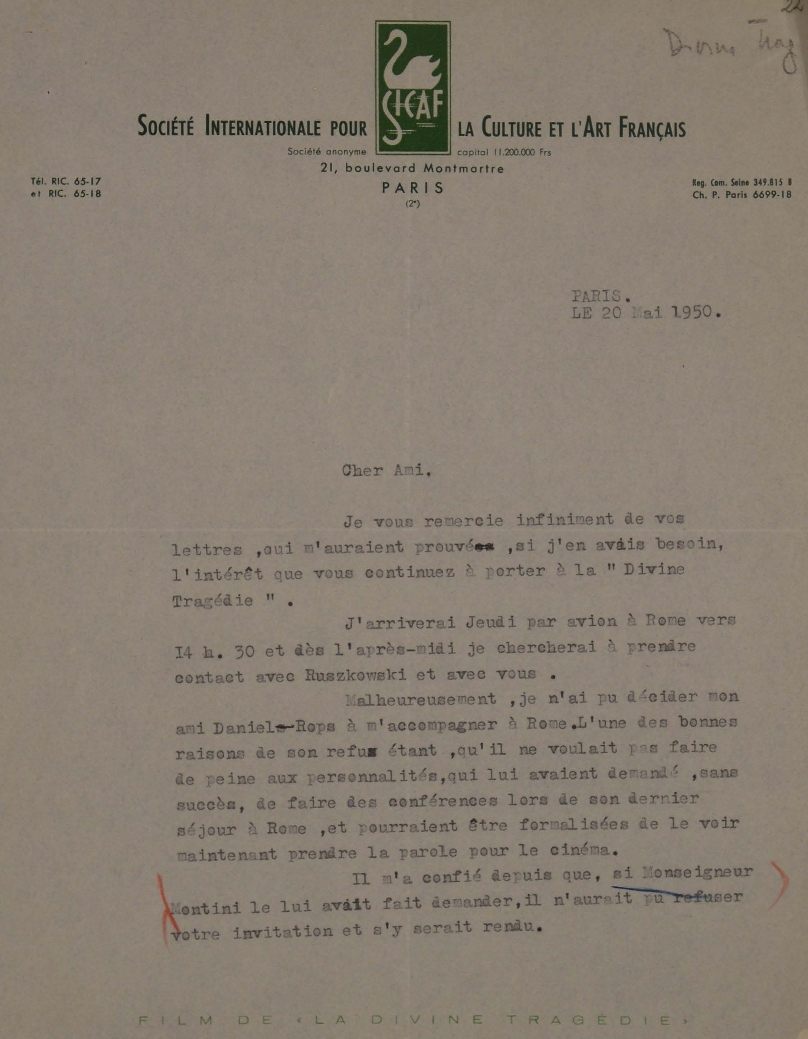 22
SICAF
SOCIÉTÉ INTERNATIONALE POUR LA CULTURE ET L'ART FRANÇAIS
Société anonyme capital 11.200.000 Frs
21, boulevard Montmartre
PARIS
(2e)
Tél. RIC. 65-17
et RIC. 65-18
Reg. Com. Seine 349.815 B
Ch. P. Paris 6699-18
PARIS.
LE 20 Mai 1950.
Cher Ami,
Je vous remercie infiniment de vos
lettres ,qui m'auraient prouvées ,si j'en avais besoin,
l'intérêt que vous continuez à porter à la " Divine
Tragédie " .
J'arriverai Jeudi par avion à Rome vers
14 h. 30 et dès l'après-midi je chercherai à prendre
contact avec Ruszkowski et avec vous .
Malheureusement ,je n'ai pu décider mon
ami Daniel-Rops à m'accompagner à Rome.L'une des bonnes
raisons de son refus étant ,qu'il ne voulait pas faire
de peine aux personnalités,qui lui avaient demandé ,sans
succès, de faire des conférences lors de son dernier
séjour à Rome ,et pourraient être formalisées de le voir
maintenant prendre la parole pour le cinéma.
Il m'a confié depuis que, si Monseigneur
Montini le lui avait fait demander,il n'aurait pu refuser
votre invitation et s'y serait rendu.
FILM DE «LA DIVINE TRAGÉDIE»